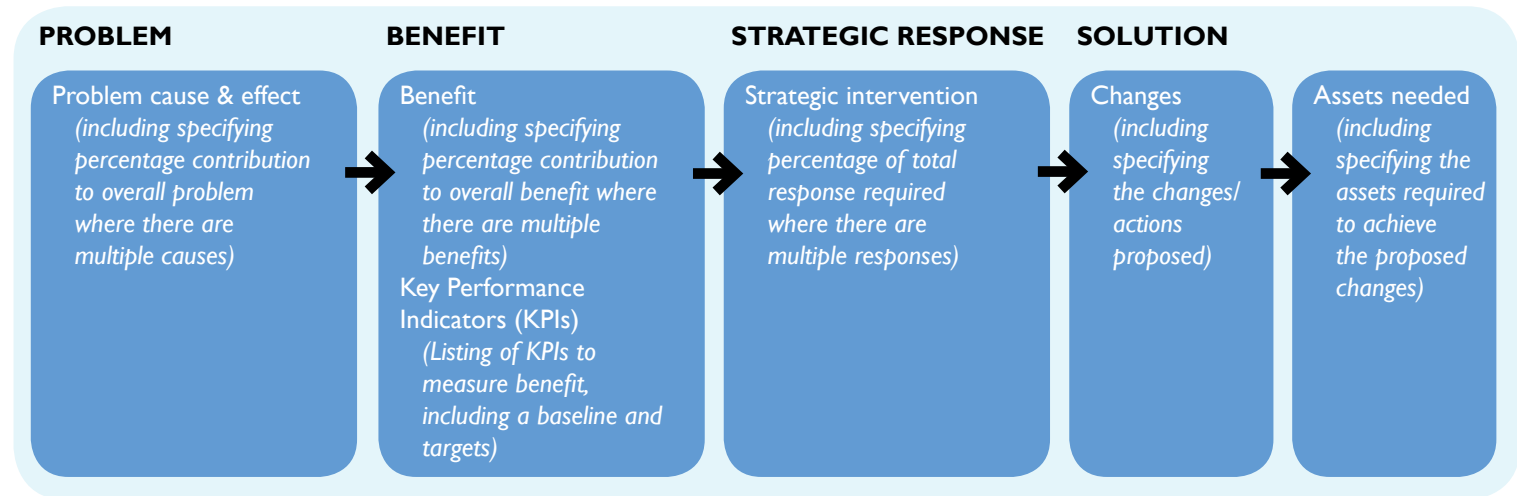 PROBLEM
BENEFIT
STRATEGIC RESPONSE
SOLUTION
Problem cause & effect
(including specifying
percentage contribution
to overall problem
where there are
multiple causes)
Benefit
(including specifying
percentage contribution
to overall benefit where
there are multiple
benefits)
Key Performance
Indicators (KPIs)
(Listing of KPIs to
measure benefit,
including a baseline and
targets)
Strategic intervention
(including specifying
percentage of total
response required
where there are
multiple responses)
Changes
(including
specifying
the changes/
actions
proposed)
Assets needed
(including
specifying the
assets required
to achieve
the proposed
changes)